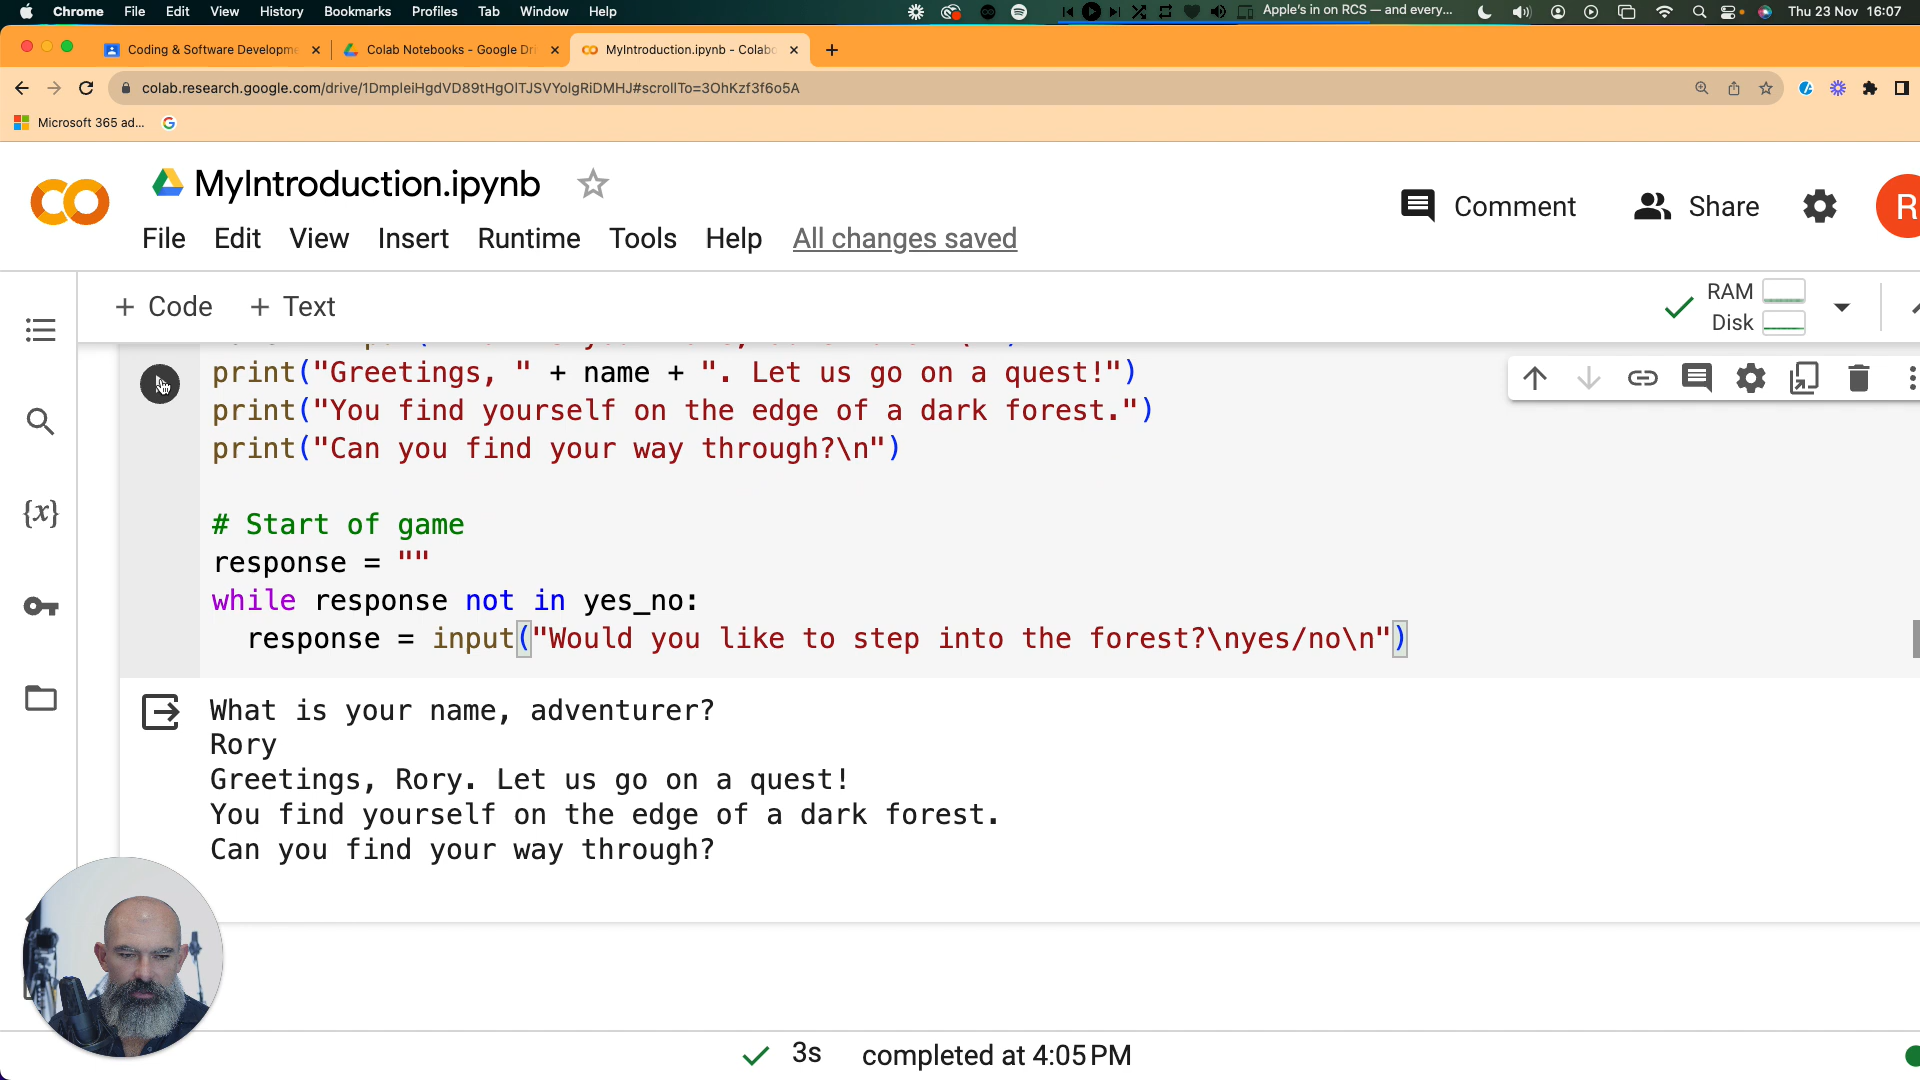 Chrome File Edit View History Bookmarks Profiles Tab Window Help Apple's in on RCS — and every... Thu 23 Nov 16:07
Coding & Software Developme Colab Notebooks - Google Dri MyIntroduction.ipynb - Colabo
colab.research.google.com/drive/1DmpleiHgdVD89tHgOITJSVYolgRiDMHJ#scrollTo=3OhKzf3f6o5A
Microsoft 365 ad...
MyIntroduction.ipynb
Comment Share R
File Edit View Insert Runtime Tools Help All changes saved
+ Code + Text
RAM
Disk
print("Greetings, " + name + ". Let us go on a quest!")
print("You find yourself on the edge of a dark forest.")
print("Can you find your way through?\n")
# Start of game
response = ""
while response not in yes_no:
response = input("Would you like to step into the forest?\nyes/no\n")
What is your name, adventurer?
Rory
Greetings, Rory. Let us go on a quest!
You find yourself on the edge of a dark forest.
Can you find your way through?
3s completed at 4:05 PM